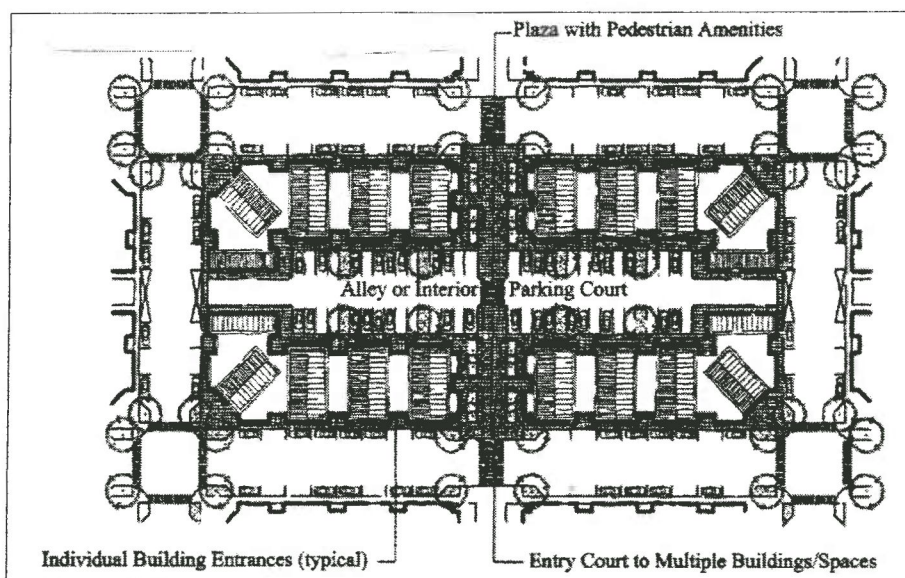 Plaza with Pedestrian Amenities
Alley or Interior Parking Court
Individual Building Entrances (typical)
Entry Court to Multiple Buildings/Spaces